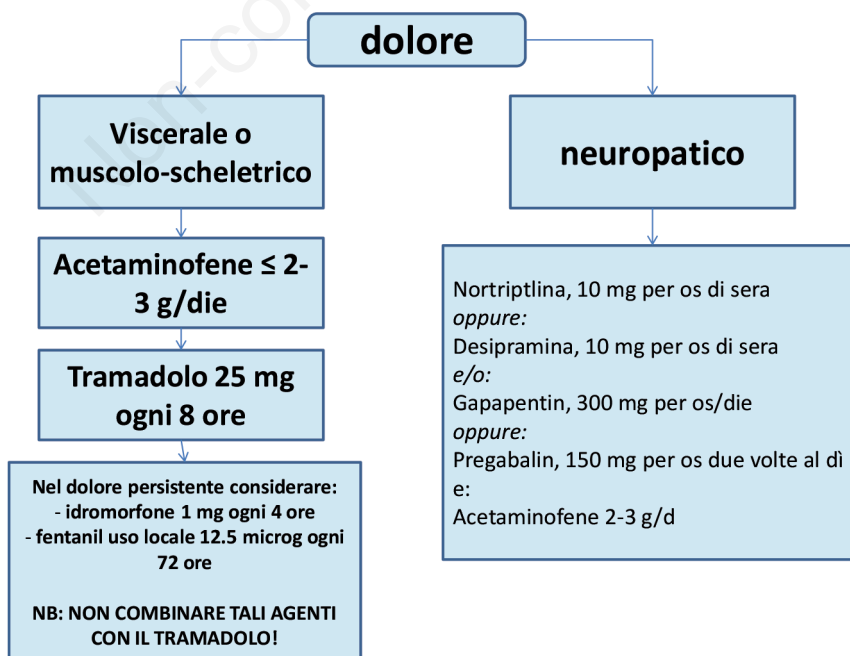 dolore
Viscerale o
muscolo-scheletrico
Acetaminofene ≤ 2-
3 g/die
Tramadolo 25 mg
ogni 8 ore
Nel dolore persistente considerare:
- idromorfone 1 mg ogni 4 ore
- fentanil uso locale 12.5 microg ogni
72 ore
NB: NON COMBINARE TALI AGENTI
CON IL TRAMADOLO!
neuropatico
Nortriptlina, 10 mg per os di sera
oppure:
Desipramina, 10 mg per os di sera
e/o:
Gapapentin, 300 mg per os/die
oppure:
Pregabalin, 150 mg per os due volte al dì
e:
Acetaminofene 2-3 g/d
Non-co